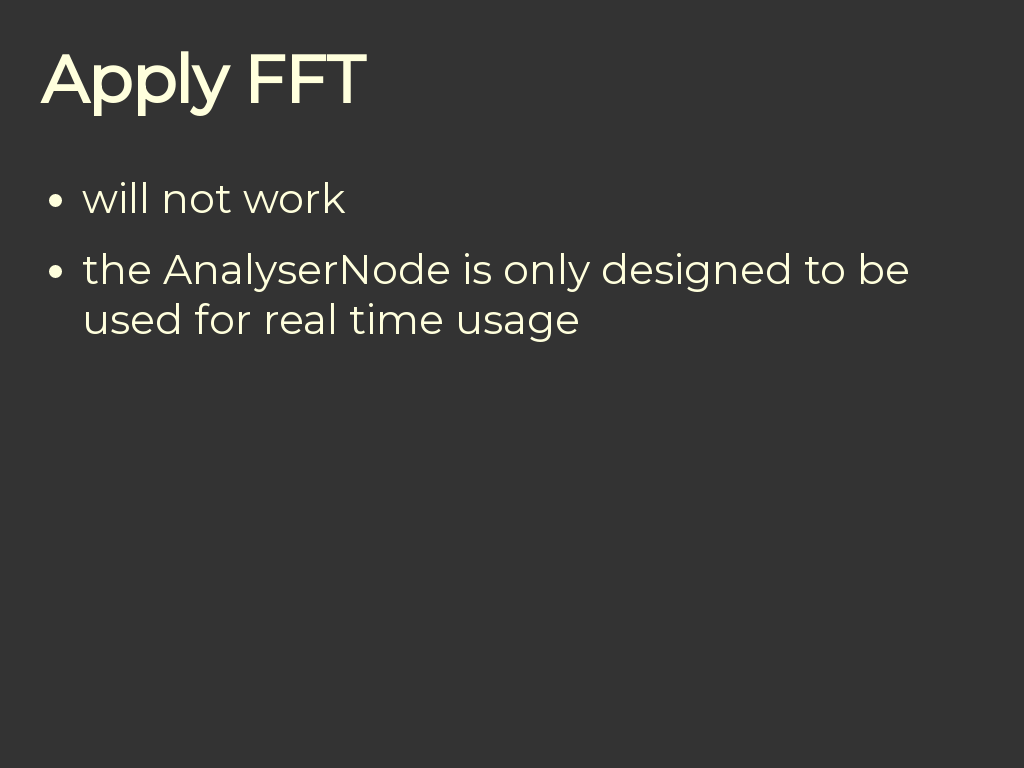 Apply FFT
• will not work
• the AnalyserNode is only designed to be
used for real time usage